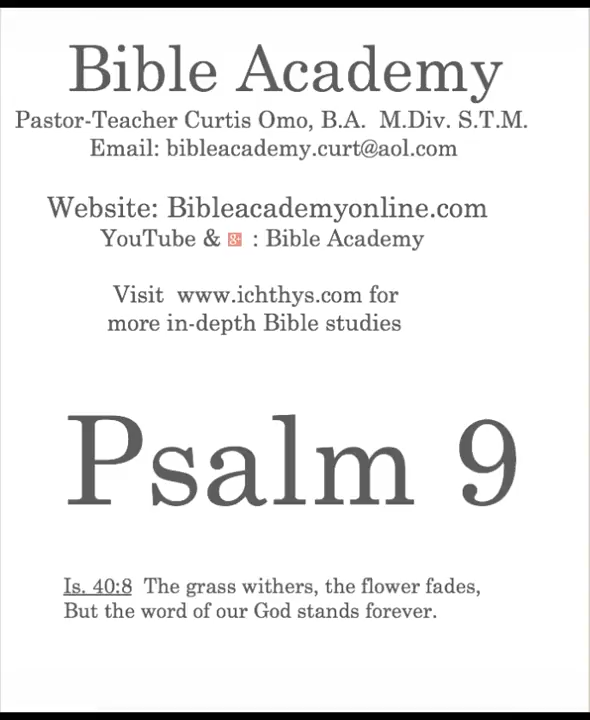 Bible Academy
Pastor-Teacher Curtis Omo, B.A. M.Div. S.T.M.
Email: bibleacademy.curt@aol.com
Website: Bibleacademyonline.com
YouTube & g+ : Bible Academy
Visit www.ichthys.com for
more in-depth Bible studies
Psalm 9
Is. 40:8 The grass withers, the flower fades,
But the word of our God stands forever.